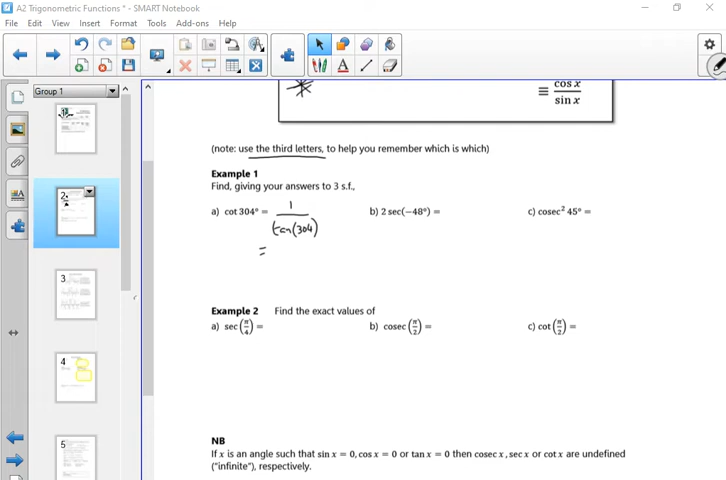 A2 Trigonometric Functions * - SMART Notebook
File Edit View Insert Format Tools Add-ons Help
Group 1
2
3
4
5
≡ cos x / sin x
(note: use the third letters, to help you remember which is which)
Example 1
Find, giving your answers to 3 s.f.,
a) cot 304° = 1 / tan(304) b) 2 sec(−48°) = c) cosec² 45° =
=
Example 2 Find the exact values of
a) sec(π/4) = b) cosec(π/2) = c) cot(π/2) =
NB
If x is an angle such that sin x = 0, cos x = 0 or tan x = 0 then cosec x, sec x or cot x are undefined
("infinite"), respectively.